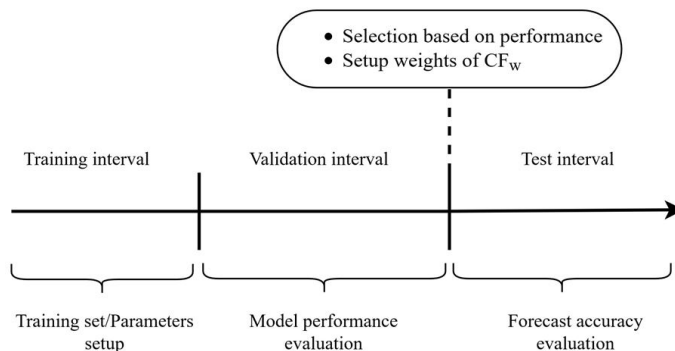 • Selection based on performance
• Setup weights of CFw
Training interval
Validation interval
Test interval
Training set/Parameters
setup
Model performance
evaluation
Forecast accuracy
evaluation